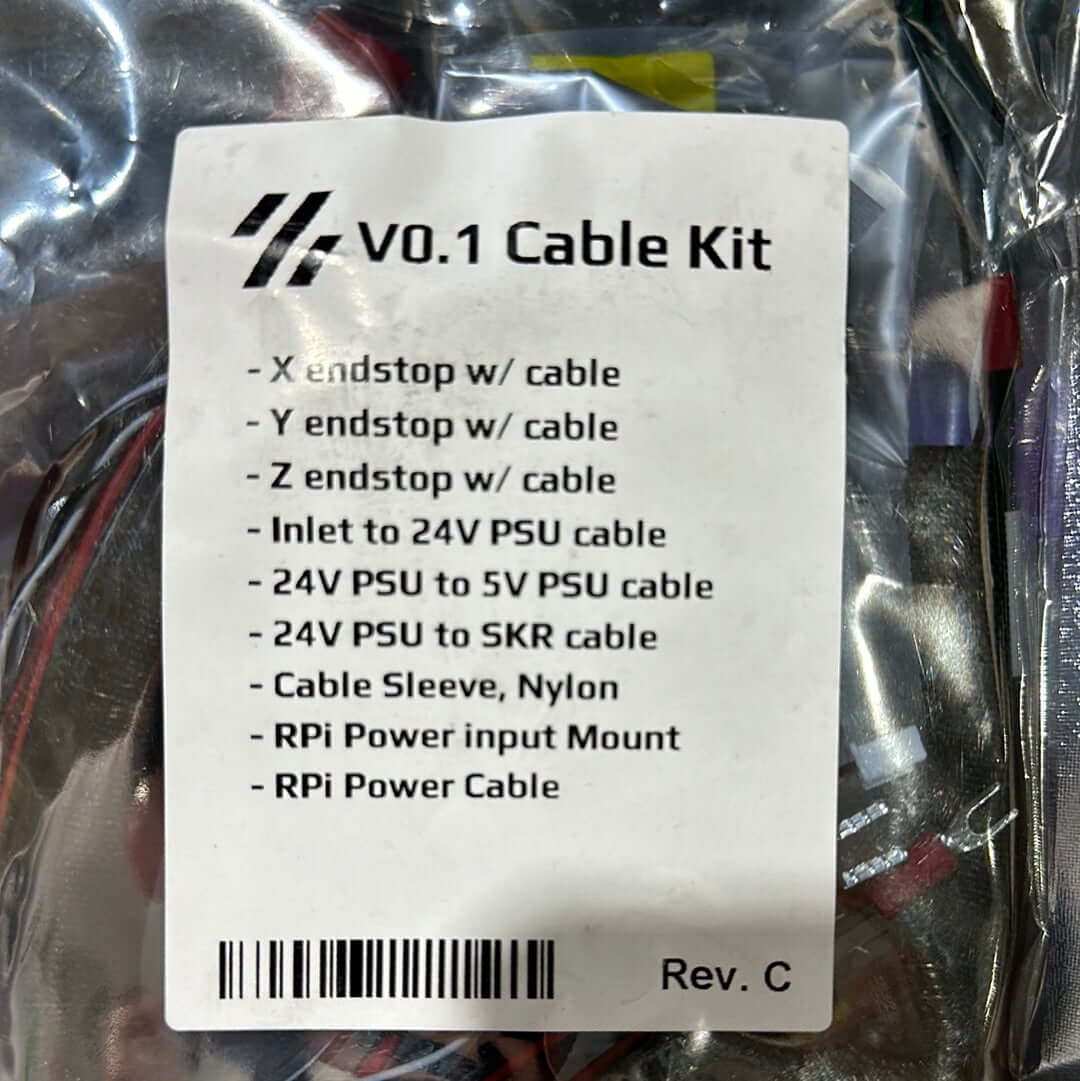 V0.1 Cable Kit
- X endstop w/ cable
- Y endstop w/ cable
- Z endstop w/ cable
- Inlet to 24V PSU cable
- 24V PSU to 5V PSU cable
- 24V PSU to SKR cable
- Cable Sleeve, Nylon
- RPi Power input Mount
- RPi Power Cable
Rev. C